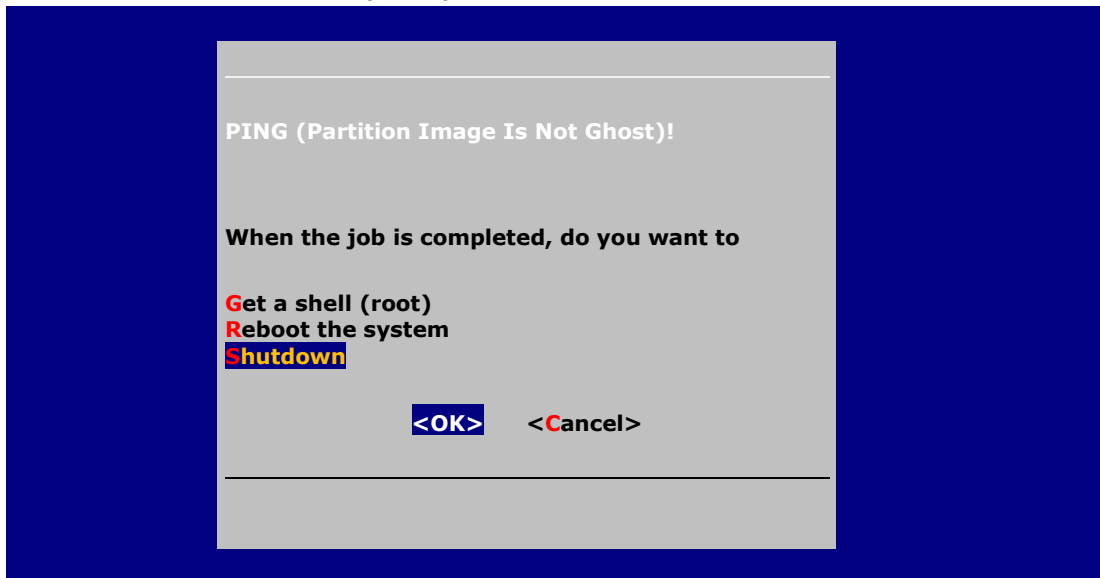 PING (Partition Image Is Not Ghost)!
When the job is completed, do you want to
Get a shell (root)
Reboot the system
Shutdown
<OK> <Cancel>